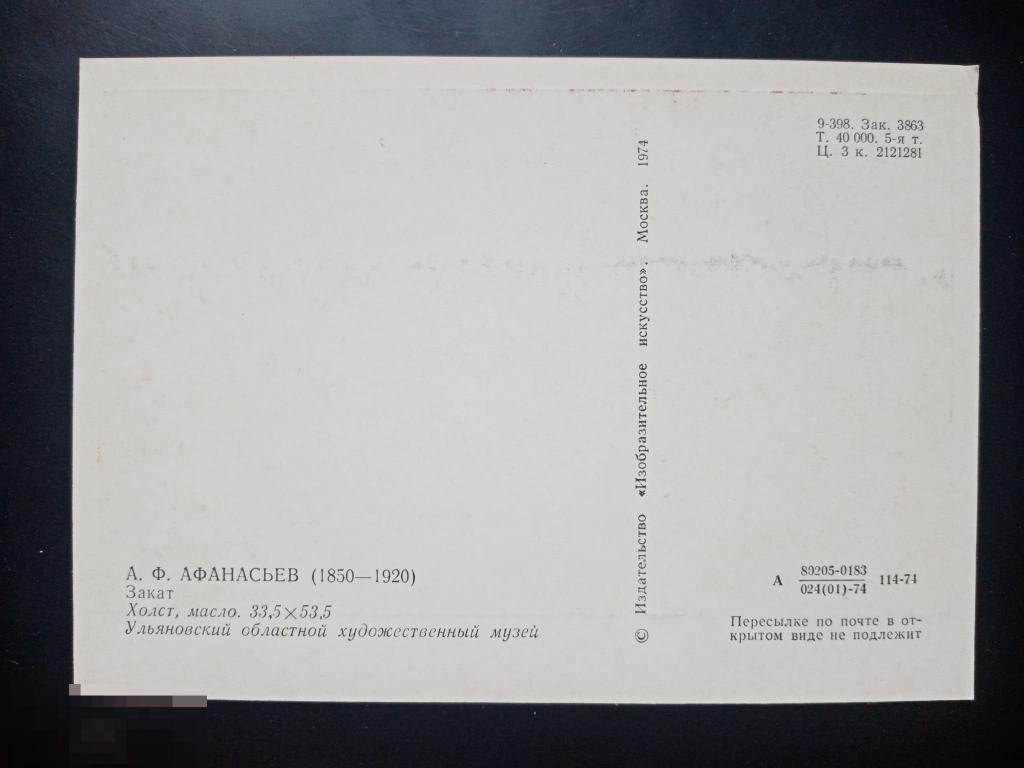 9-398. Зак. 3863
Т. 40 000. 5-я т.
Ц. 3 к. 2121281
© Издательство «Изобразительное искусство». Москва. 1974
А. Ф. АФАНАСЬЕВ (1850—1920)
Закат
Холст, масло. 33,5×53,5
Ульяновский областной художественный музей
А 80205-0183
024(01)-74 114-74
Пересылке по почте в от-
крытом виде не подлежит